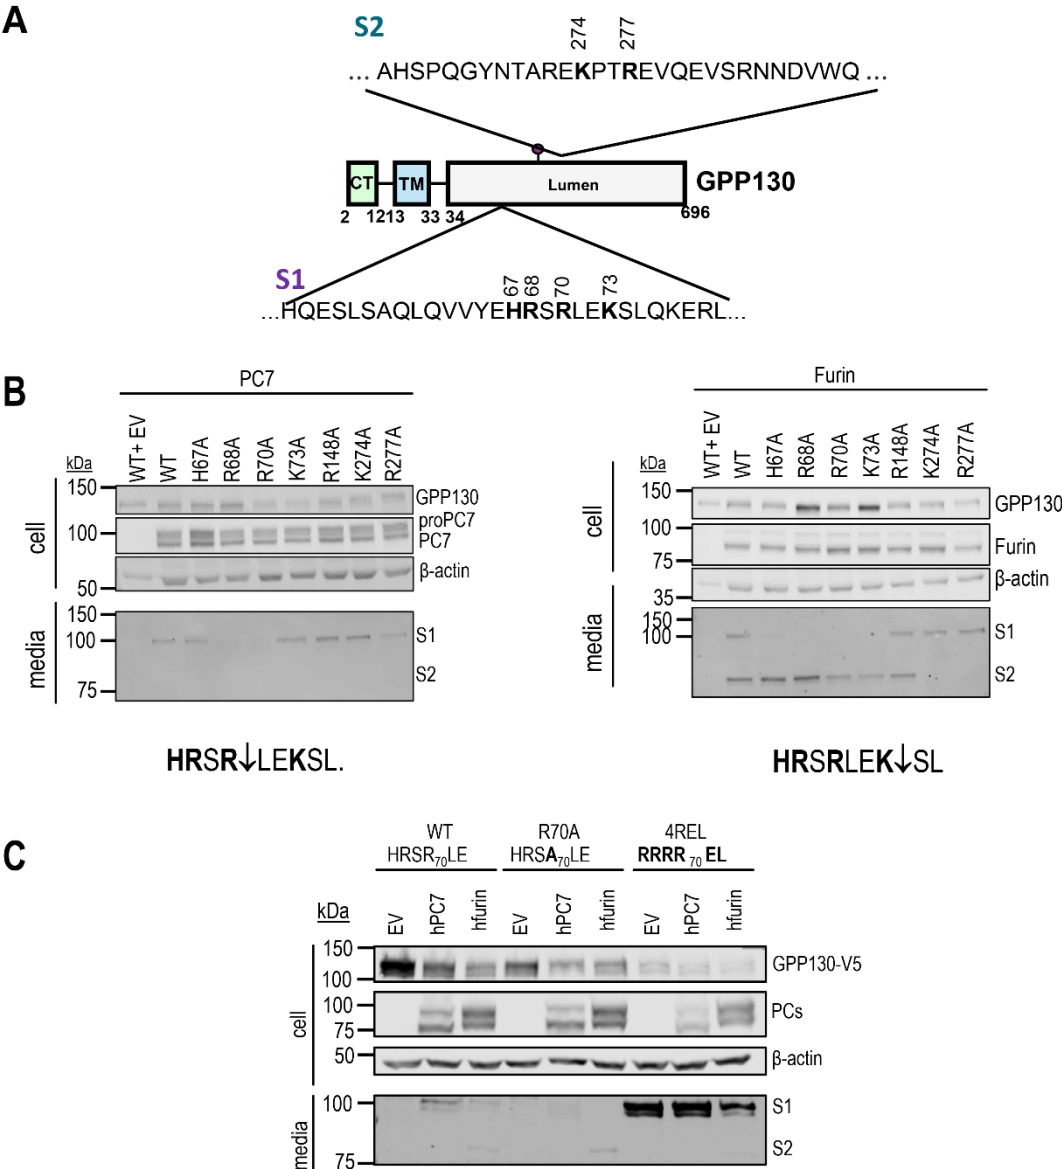 A
S2
274
277
... AHSPQGYNTAREKPTREVQEVSRNNDVWQ ...
CT
TM
Lumen
GPP130
2
12
13
33
34
696
S1
67
68
70
73
...HQESLSAQLQVVYEHRSRLEKSLQKERL...
B
PC7
kDa
WT+ EV
WT
H67A
R68A
R70A
K73A
R148A
K274A
R277A
cell
150
GPP130
proPC7
100
PC7
β-actin
50
media
150
100
S1
S2
75
HRSR↓LEKSL.
Furin
kDa
WT+ EV
WT
H67A
R68A
R70A
K73A
R148A
K274A
R277A
cell
150
GPP130
100
Furin
75
β-actin
35
media
150
100
S1
S2
HRSRLEK↓SL
C
WT
HRSR70LE
R70A
HRSA70LE
4REL
RRRR 70 EL
kDa
EV
hPC7
hfurin
EV
hPC7
hfurin
EV
hPC7
hfurin
cell
150
GPP130-V5
100
100
PCs
75
50
β-actin
media
100
S1
S2
75